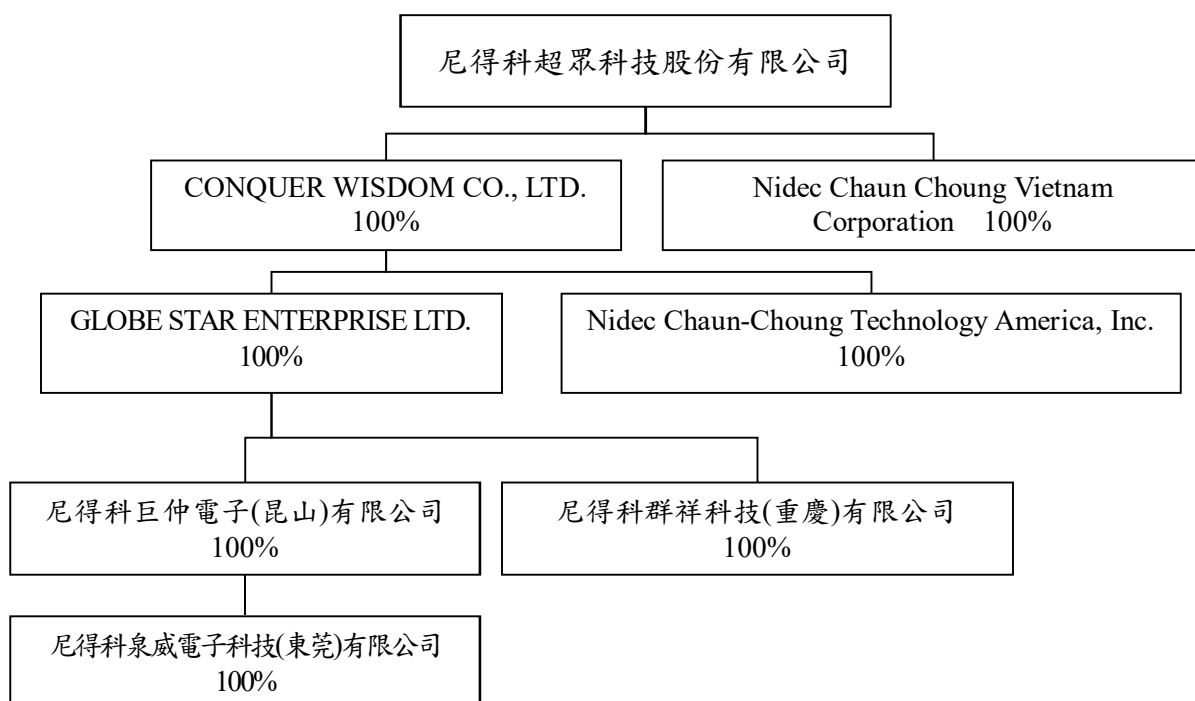 尼得科超眾科技股份有限公司
CONQUER WISDOM CO., LTD.
100%
Nidec Chaun Choung Vietnam
Corporation 100%
GLOBE STAR ENTERPRISE LTD.
100%
Nidec Chaun-Choung Technology America, Inc.
100%
尼得科巨仲電子(昆山)有限公司
100%
尼得科群祥科技(重慶)有限公司
100%
尼得科泉威電子科技(東莞)有限公司
100%